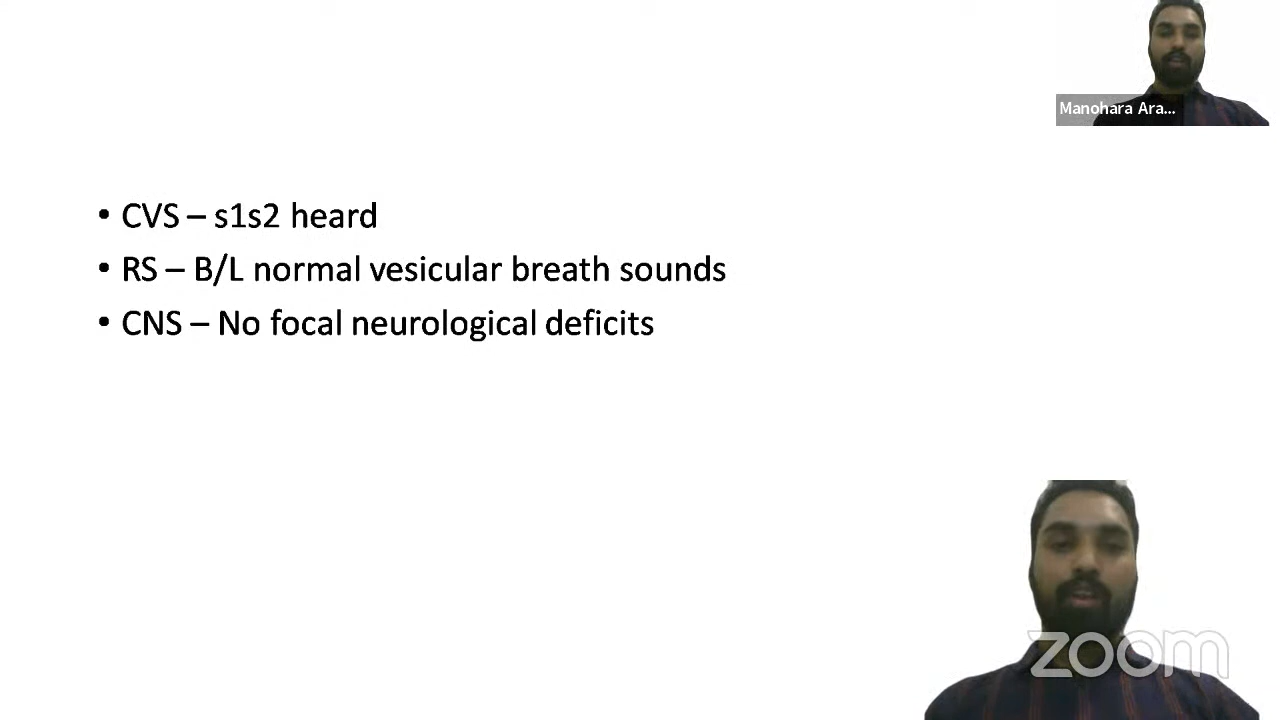 Manohara Ara...
• CVS – s1s2 heard
• RS – B/L normal vesicular breath sounds
• CNS – No focal neurological deficits
zoom